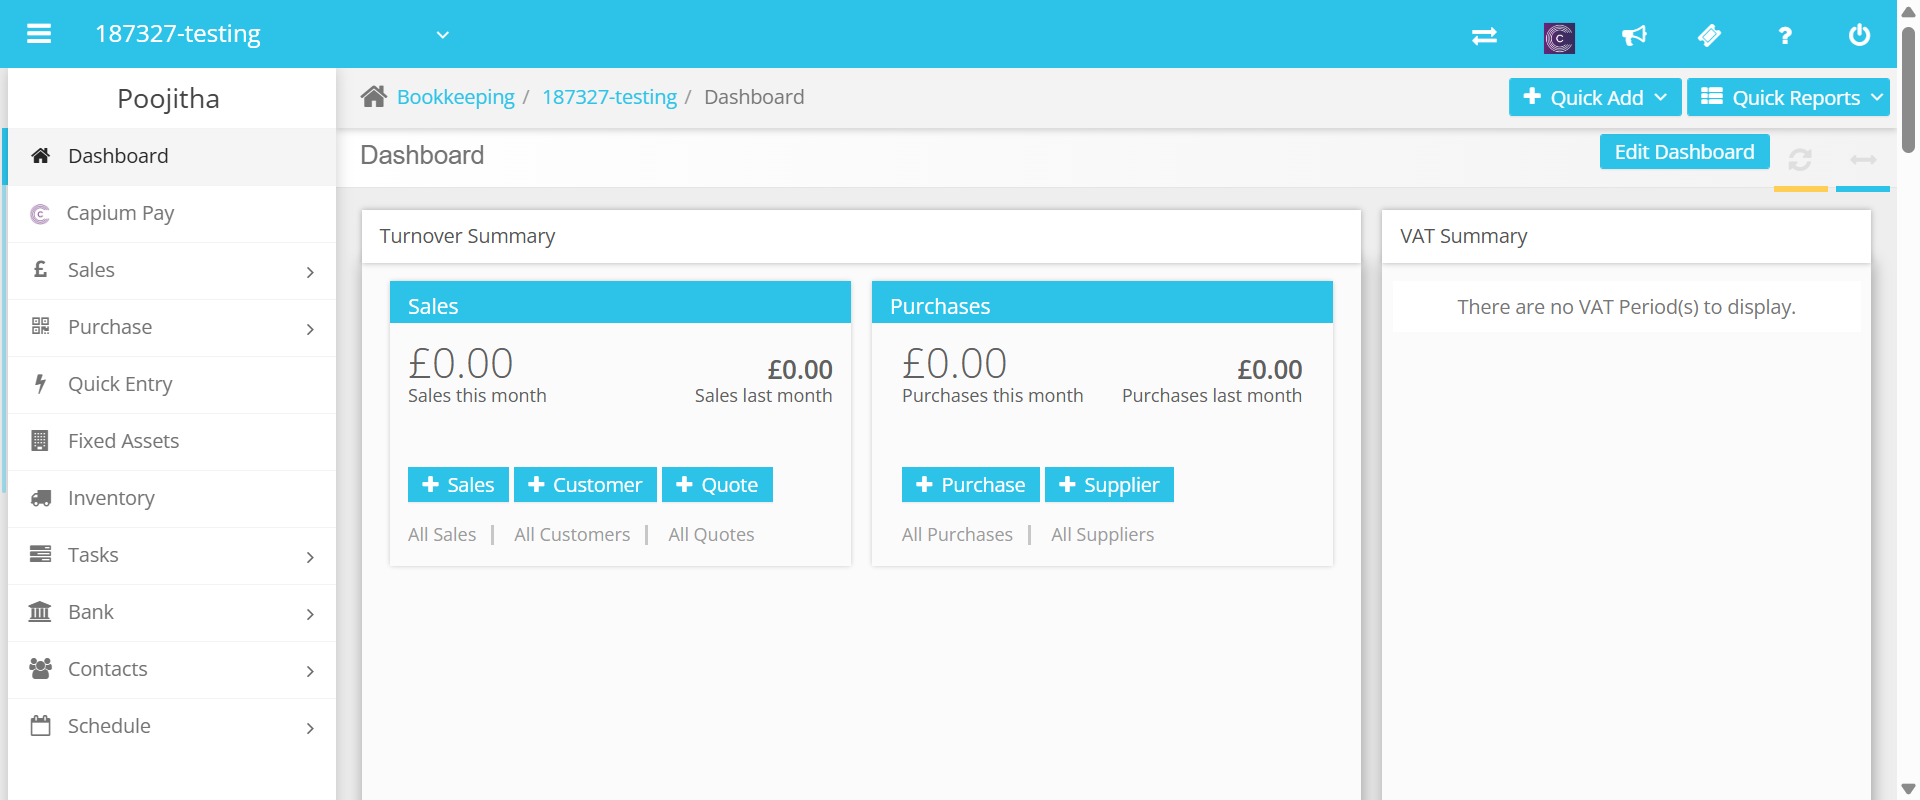 187327-testing
?
Poojitha
Bookkeeping / 187327-testing / Dashboard
Quick Add
Quick Reports
Dashboard
Edit Dashboard
Dashboard
C Capium Pay
£ Sales
Purchase
Quick Entry
Fixed Assets
Inventory
Tasks
Bank
Contacts
Schedule
Turnover Summary
Sales
£0.00
Sales this month
£0.00
Sales last month
+ Sales
+ Customer
+ Quote
All Sales | All Customers | All Quotes
Purchases
£0.00
Purchases this month
£0.00
Purchases last month
+ Purchase
+ Supplier
All Purchases | All Suppliers
VAT Summary
There are no VAT Period(s) to display.